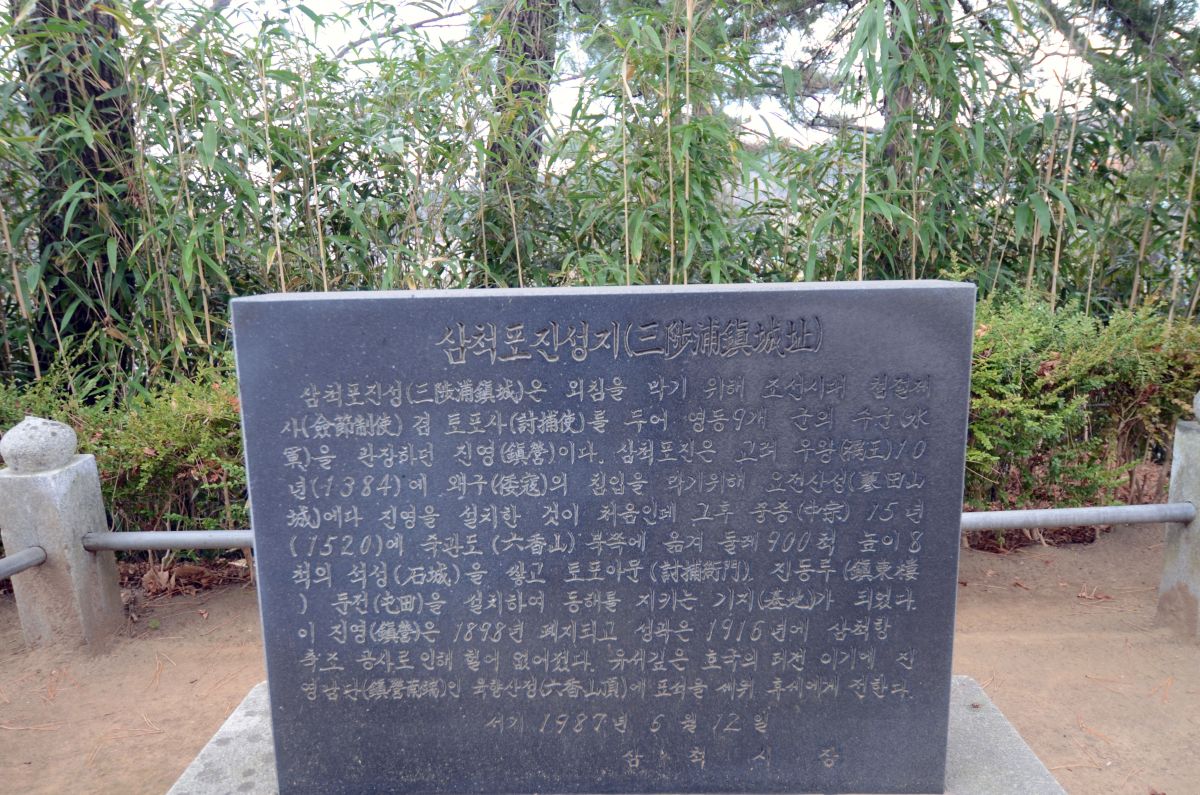 삼척포진성지(三陟浦鎭城址)
삼척포진성(三陟浦鎭城)은 외침을 막기 위해 조선시대 첨절제
사(僉節制使) 겸 토포사(討捕使)를 두어 영동9개 군의 수군(水
軍)을 관장하던 진영(鎭營)이다. 삼척포진은 고려 우왕(禑王)10
년(1384)에 왜구(倭寇)의 침입을 막기위해 오전산성(襄田山
城)에다 진영을 설치한 것이 처음인데 그후 중종(中宗) 15년
(1520)에 죽관도 (六香山) 북쪽에 옮겨 둘레 900척 높이 8
척의 석성(石城)을 쌓고 토포아문(討捕衙門). 진동루(鎭東樓
) 둔전(屯田)을 설치하여 동해를 지키는 기지(基地)가 되었다.
이 진영(鎭營)은 1898년 폐지되고 성곽은 1916년에 삼척항
축조 공사로 인해 헐어 없어졌다. 유서깊은 호국의 터전 이기에 진
영남단(鎭營南端)인 육향산정(六香山頂)에 표석을 세워 후세에게 전한다.
서기 1987년 5월 12일
삼척시장